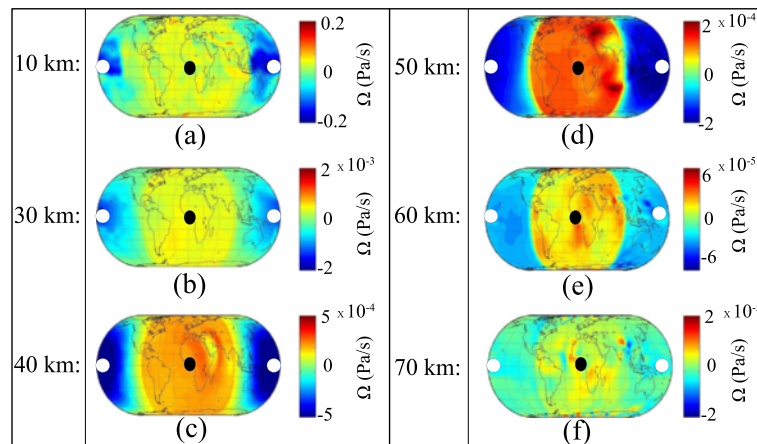 10 km:
0.2
0
-0.2
Ω (Pa/s)
(a)
50 km:
2 × 10-4
0
-2
Ω (Pa/s)
(d)
30 km:
2 × 10-3
0
-2
Ω (Pa/s)
(b)
60 km:
6 × 10-5
0
-6
Ω (Pa/s)
(e)
40 km:
5 × 10-4
0
-5
Ω (Pa/s)
(c)
70 km:
2 × 10-
0
-2
Ω (Pa/s)
(f)